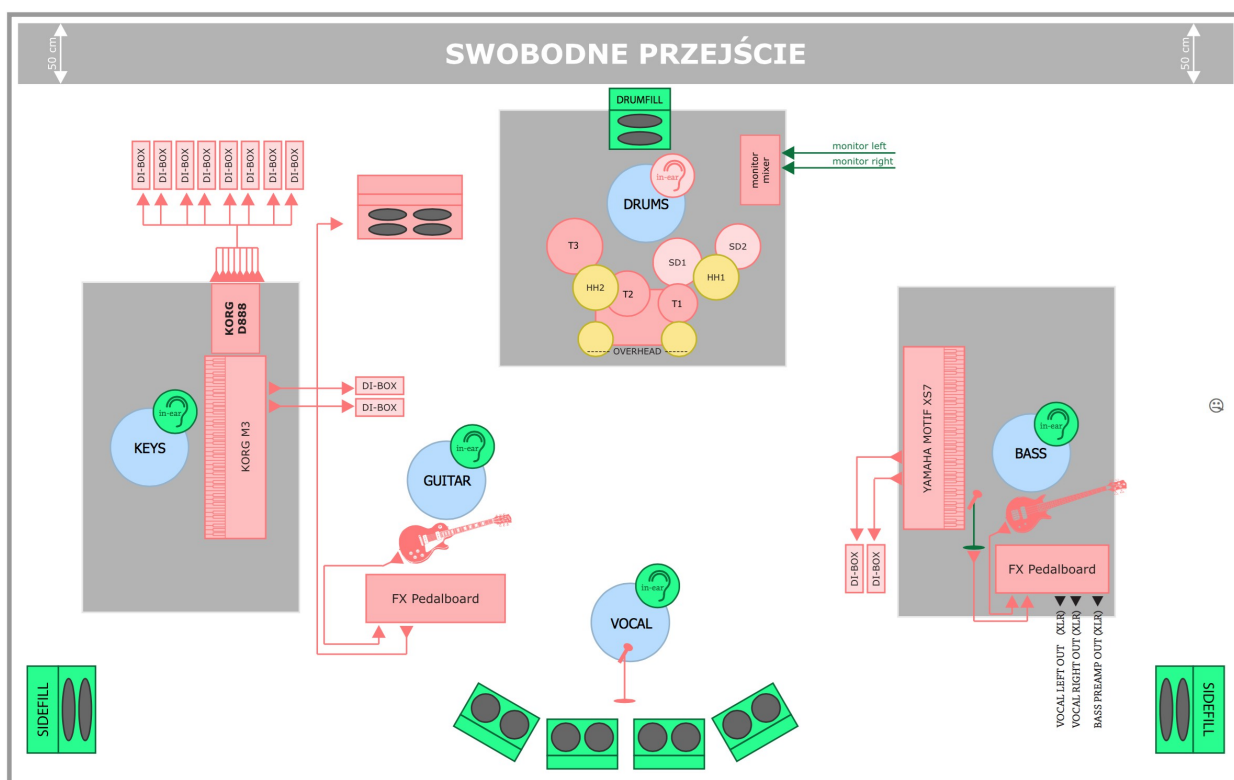 50 cm
SWOBODNE PRZEJŚCIE
50 cm
DRUMFILL
monitor left
monitor right
monitor
mixer
in-ear
DRUMS
DI-BOX
DI-BOX
DI-BOX
DI-BOX
DI-BOX
DI-BOX
DI-BOX
DI-BOX
T3
SD1
SD2
HH2
T2
HH1
T1
------ OVERHEAD ------
KORG
D888
KORG M3
DI-BOX
DI-BOX
in-ear
KEYS
in-ear
GUITAR
FX Pedalboard
YAMAHA MOTIF XS7
in-ear
BASS
DI-BOX
DI-BOX
FX Pedalboard
VOCAL LEFT OUT (XLR)
VOCAL RIGHT OUT (XLR)
BASS PREAMP OUT (XLR)
in-ear
VOCAL
SIDEFILL
SIDEFILL